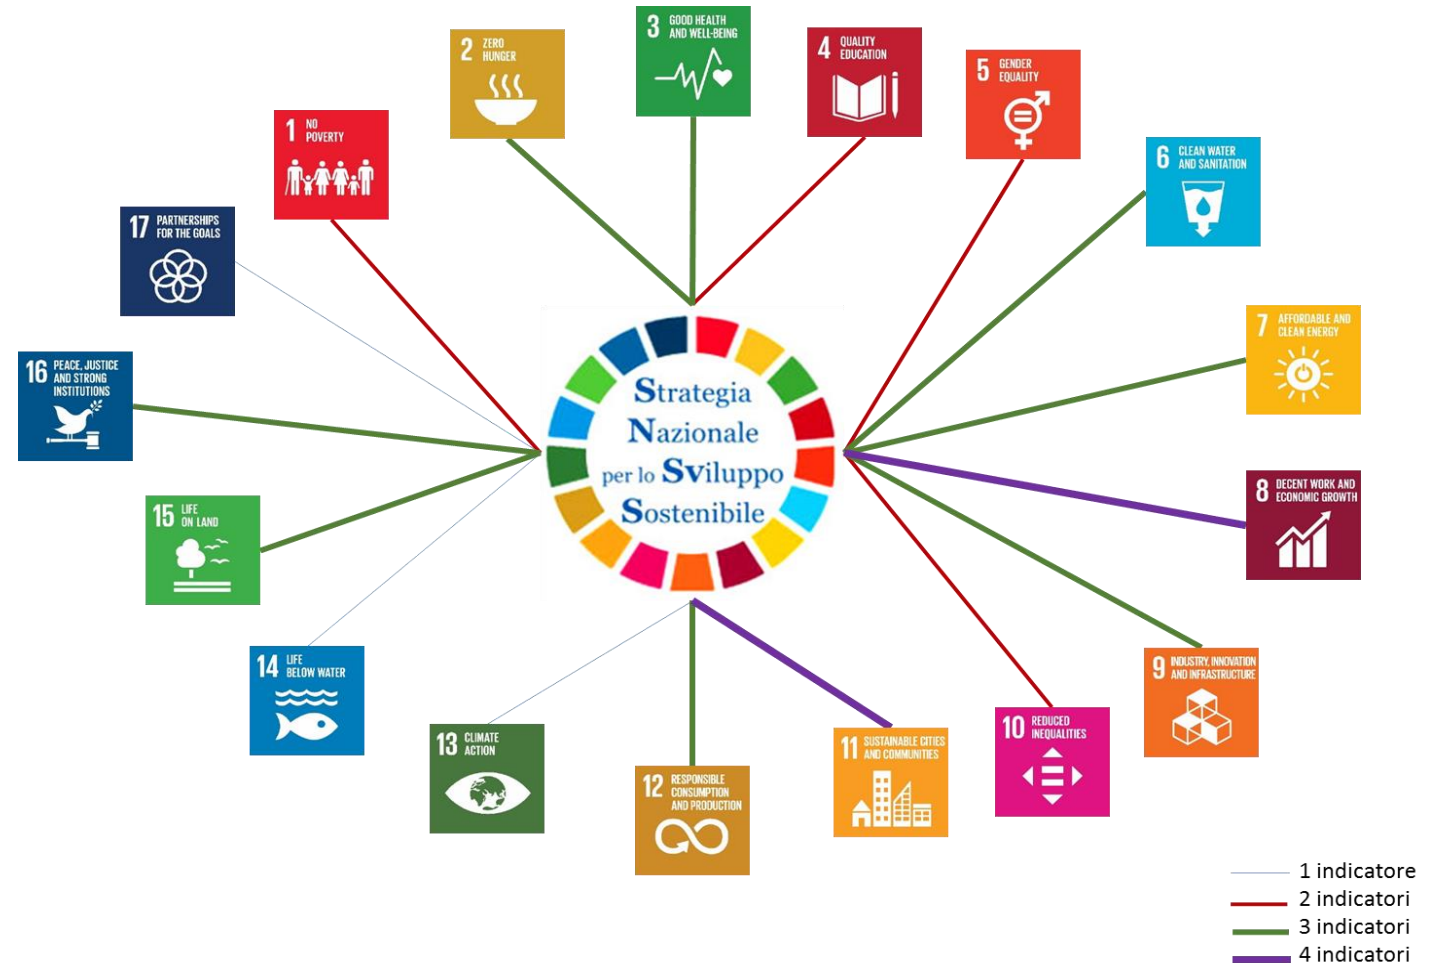 1 NO
POVERTY
2 ZERO
HUNGER
3 GOOD HEALTH
AND WELL-BEING
4 QUALITY
EDUCATION
5 GENDER
EQUALITY
6 CLEAN WATER
AND SANITATION
7 AFFORDABLE AND
CLEAN ENERGY
8 DECENT WORK AND
ECONOMIC GROWTH
9 INDUSTRY, INNOVATION
AND INFRASTRUCTURE
10 REDUCED
INEQUALITIES
11 SUSTAINABLE CITIES
AND COMMUNITIES
12 RESPONSIBLE
CONSUMPTION
AND PRODUCTION
13 CLIMATE
ACTION
14 LIFE
BELOW WATER
15 LIFE
ON LAND
16 PEACE, JUSTICE
AND STRONG
INSTITUTIONS
17 PARTNERSHIPS
FOR THE GOALS
Strategia
Nazionale
per lo SViluppo
Sostenibile
1 indicatore
2 indicatori
3 indicatori
4 indicatori